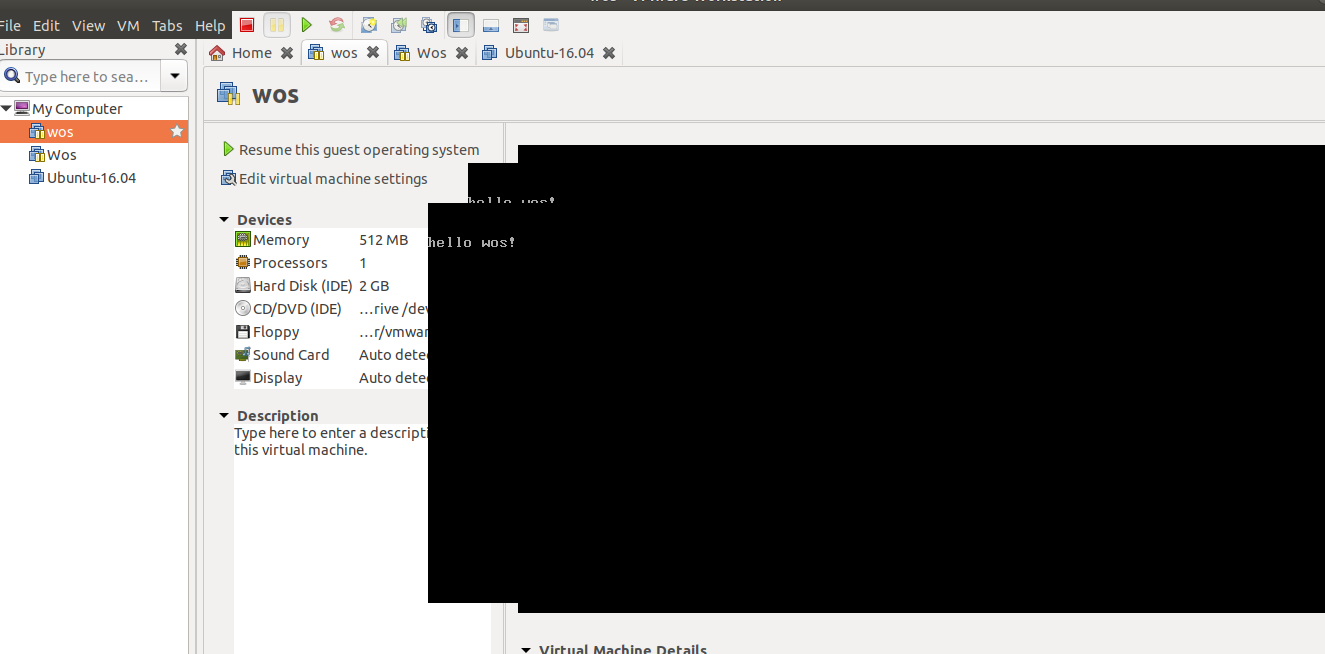 File Edit View VM Tabs Help
Library
Home wos Wos Ubuntu-16.04
Type here to sea...
wos
My Computer
wos
Wos
Ubuntu-16.04
Resume this guest operating system
Edit virtual machine settings
Devices
Memory 512 MB
Processors 1
Hard Disk (IDE) 2 GB
CD/DVD (IDE) ...rive /dev
Floppy ...r/vmwar
Sound Card Auto dete
Display Auto dete
Description
Type here to enter a descripti
this virtual machine.
hello wos!
hello wos!
Virtual Machine Details